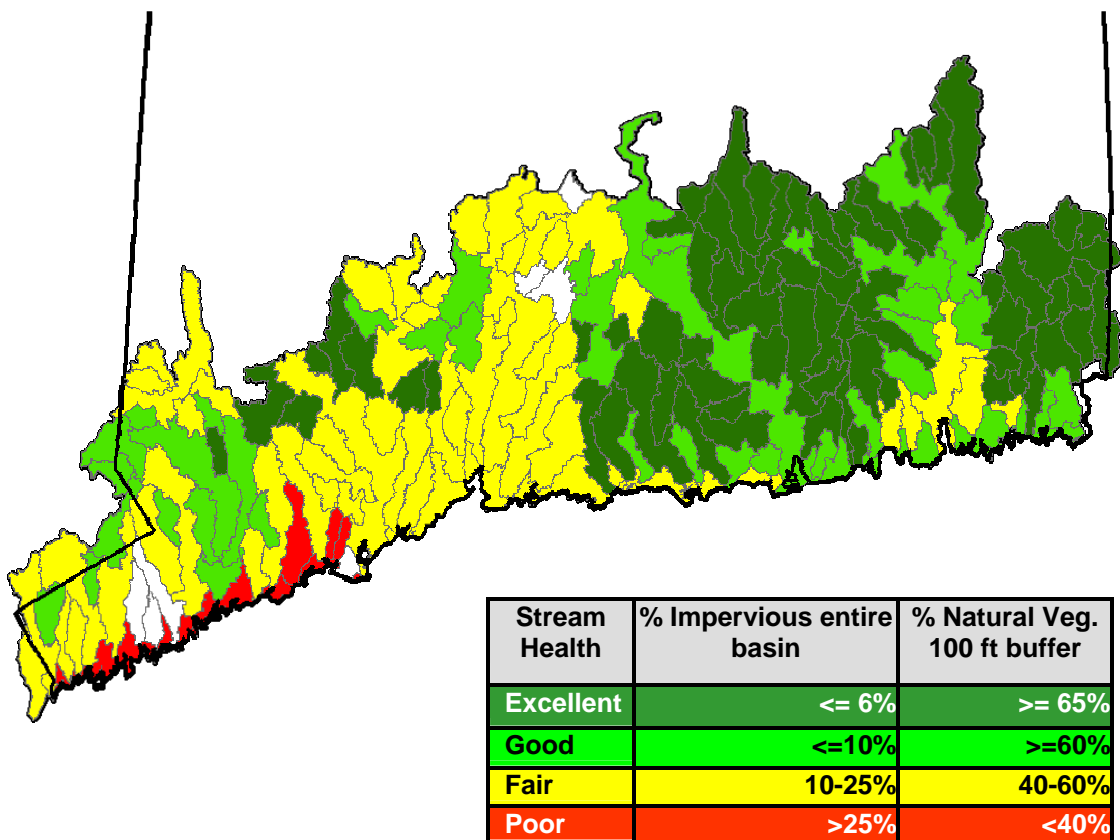 Stream Health % Impervious entire basin % Natural Veg. 100 ft buffer
Excellent <= 6% >= 65%
Good <=10% >=60%
Fair 10-25% 40-60%
Poor >25% <40%